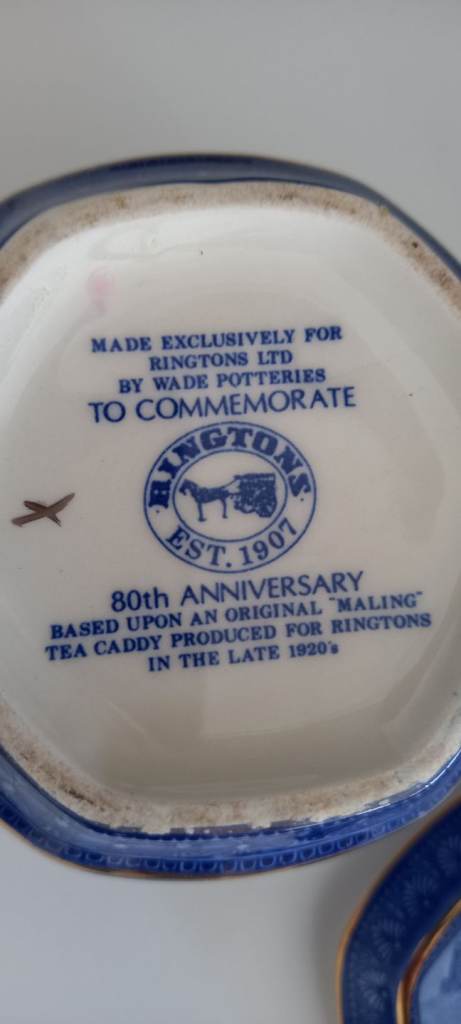 MADE EXCLUSIVELY FOR
RINGTONS LTD
BY WADE POTTERIES
TO COMMEMORATE
RINGTONS
EST. 1907
80th ANNIVERSARY
BASED UPON AN ORIGINAL "MALING"
TEA CADDY PRODUCED FOR RINGTONS
IN THE LATE 1920's